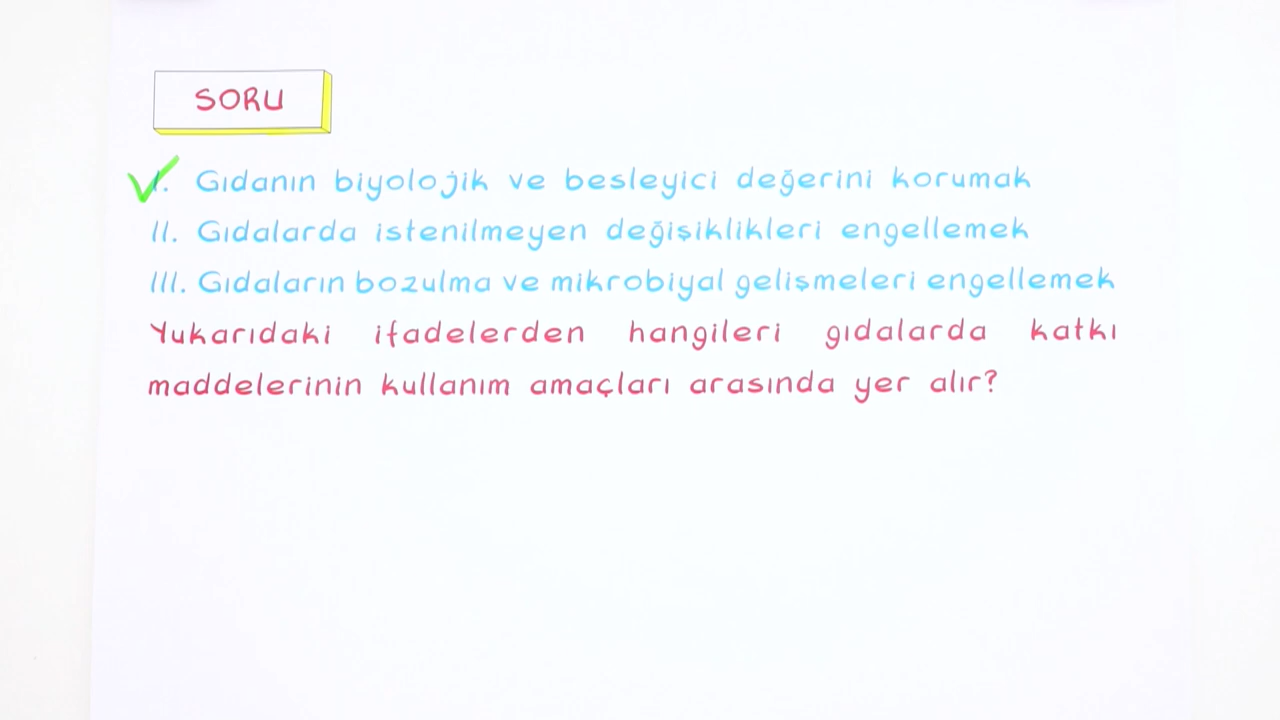 SORU
I. Gıdanın biyolojik ve besleyici değerini korumak
II. Gıdalarda istenilmeyen değişiklikleri engellemek
III. Gıdaların bozulma ve mikrobiyal gelişmeleri engellemek
Yukarıdaki ifadelerden hangileri gıdalarda katkı
maddelerinin kullanım amaçları arasında yer alır?